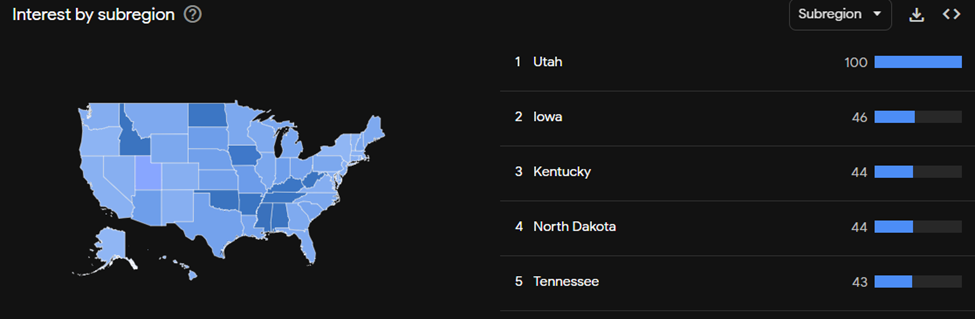 Interest by subregion
Subregion
1 Utah 100
2 Iowa 46
3 Kentucky 44
4 North Dakota 44
5 Tennessee 43